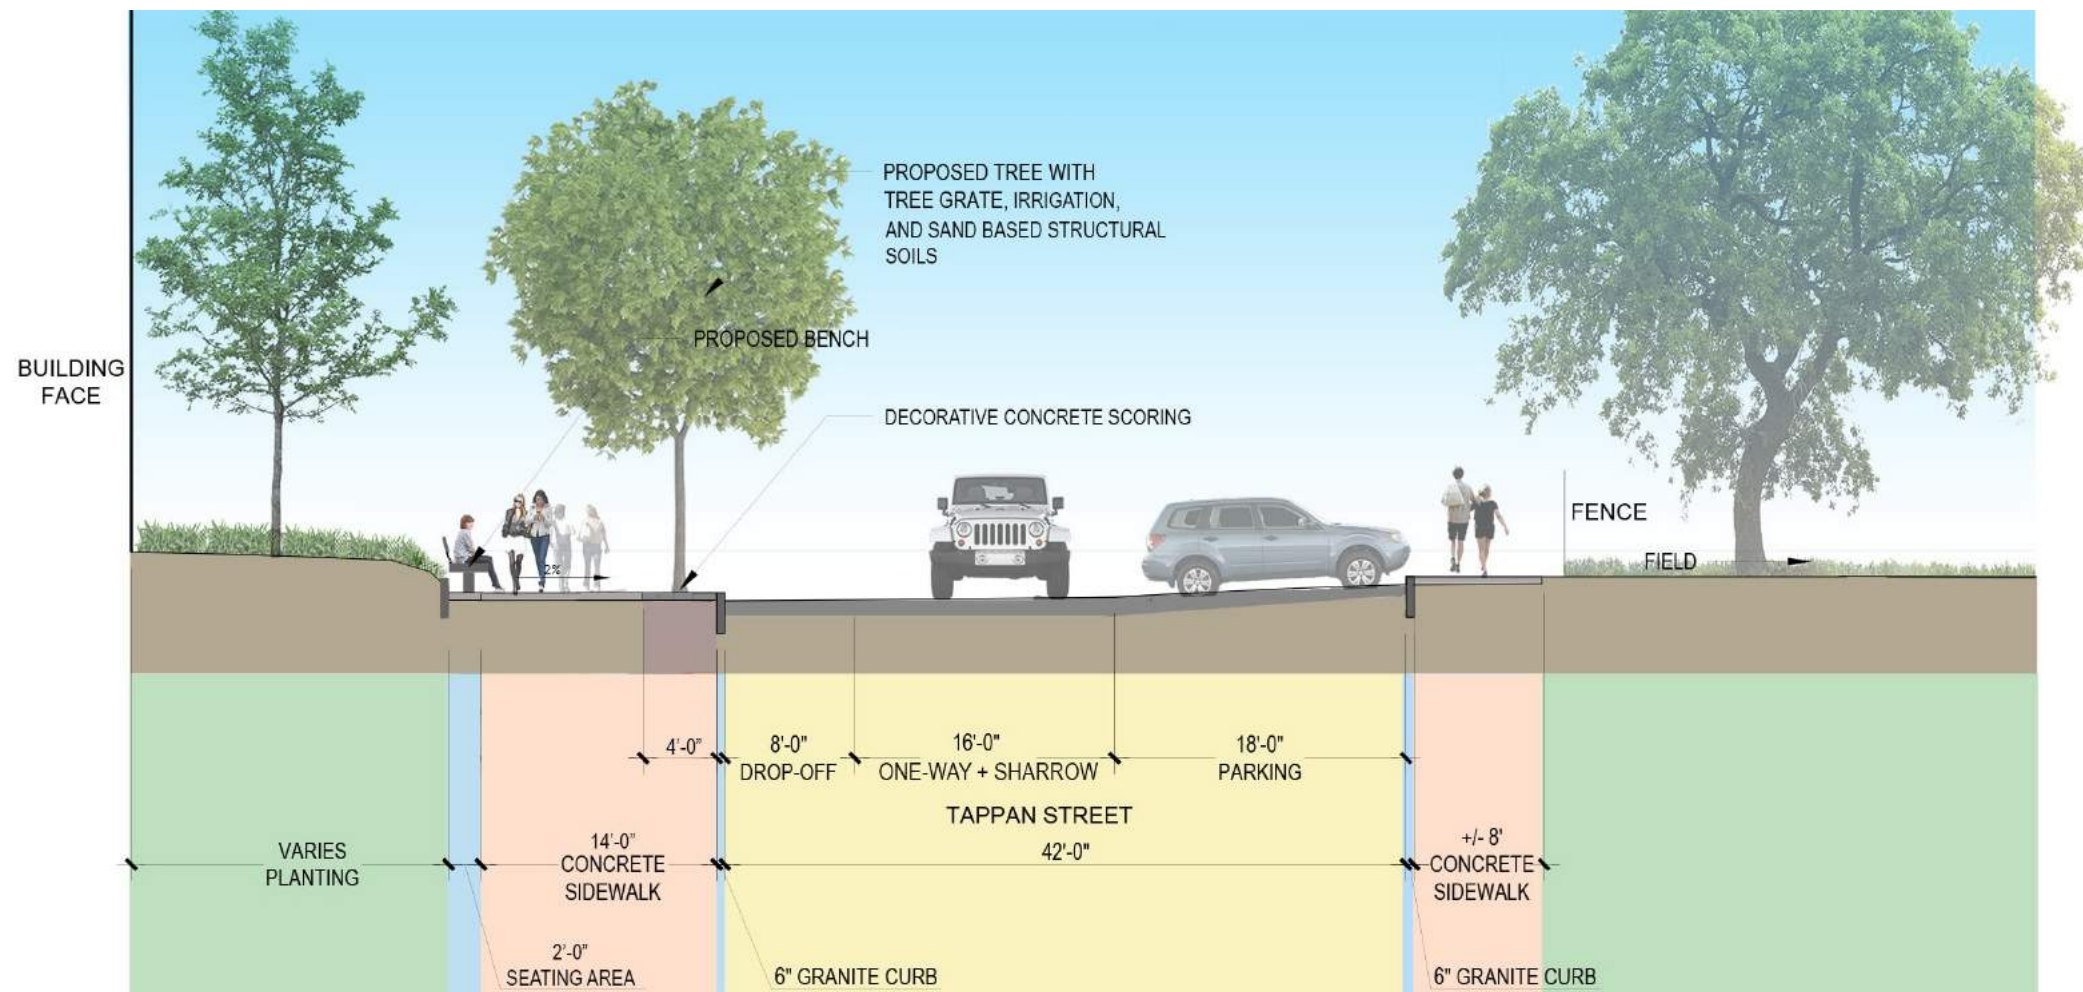 PROPOSED TREE WITH
TREE GRATE, IRRIGATION,
AND SAND BASED STRUCTURAL
SOILS
PROPOSED BENCH
BUILDING
FACE
DECORATIVE CONCRETE SCORING
FENCE
FIELD
2%
4'-0"
8'-0"
DROP-OFF
16'-0"
ONE-WAY + SHARROW
18'-0"
PARKING
TAPPAN STREET
42'-0"
VARIES
PLANTING
14'-0"
CONCRETE
SIDEWALK
+/- 8'
CONCRETE
SIDEWALK
2'-0"
SEATING AREA
6" GRANITE CURB
6" GRANITE CURB